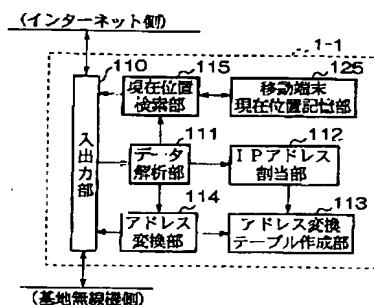 (インターネット側)
1-1
110
115
125
現在位置
検索部
移動端末
現在位置記憶部
111
112
入出力部
データ
解析部
IPアドレス
割当部
114
113
アドレス
変換部
アドレス変換
テーブル作成部
(基地無線機側)